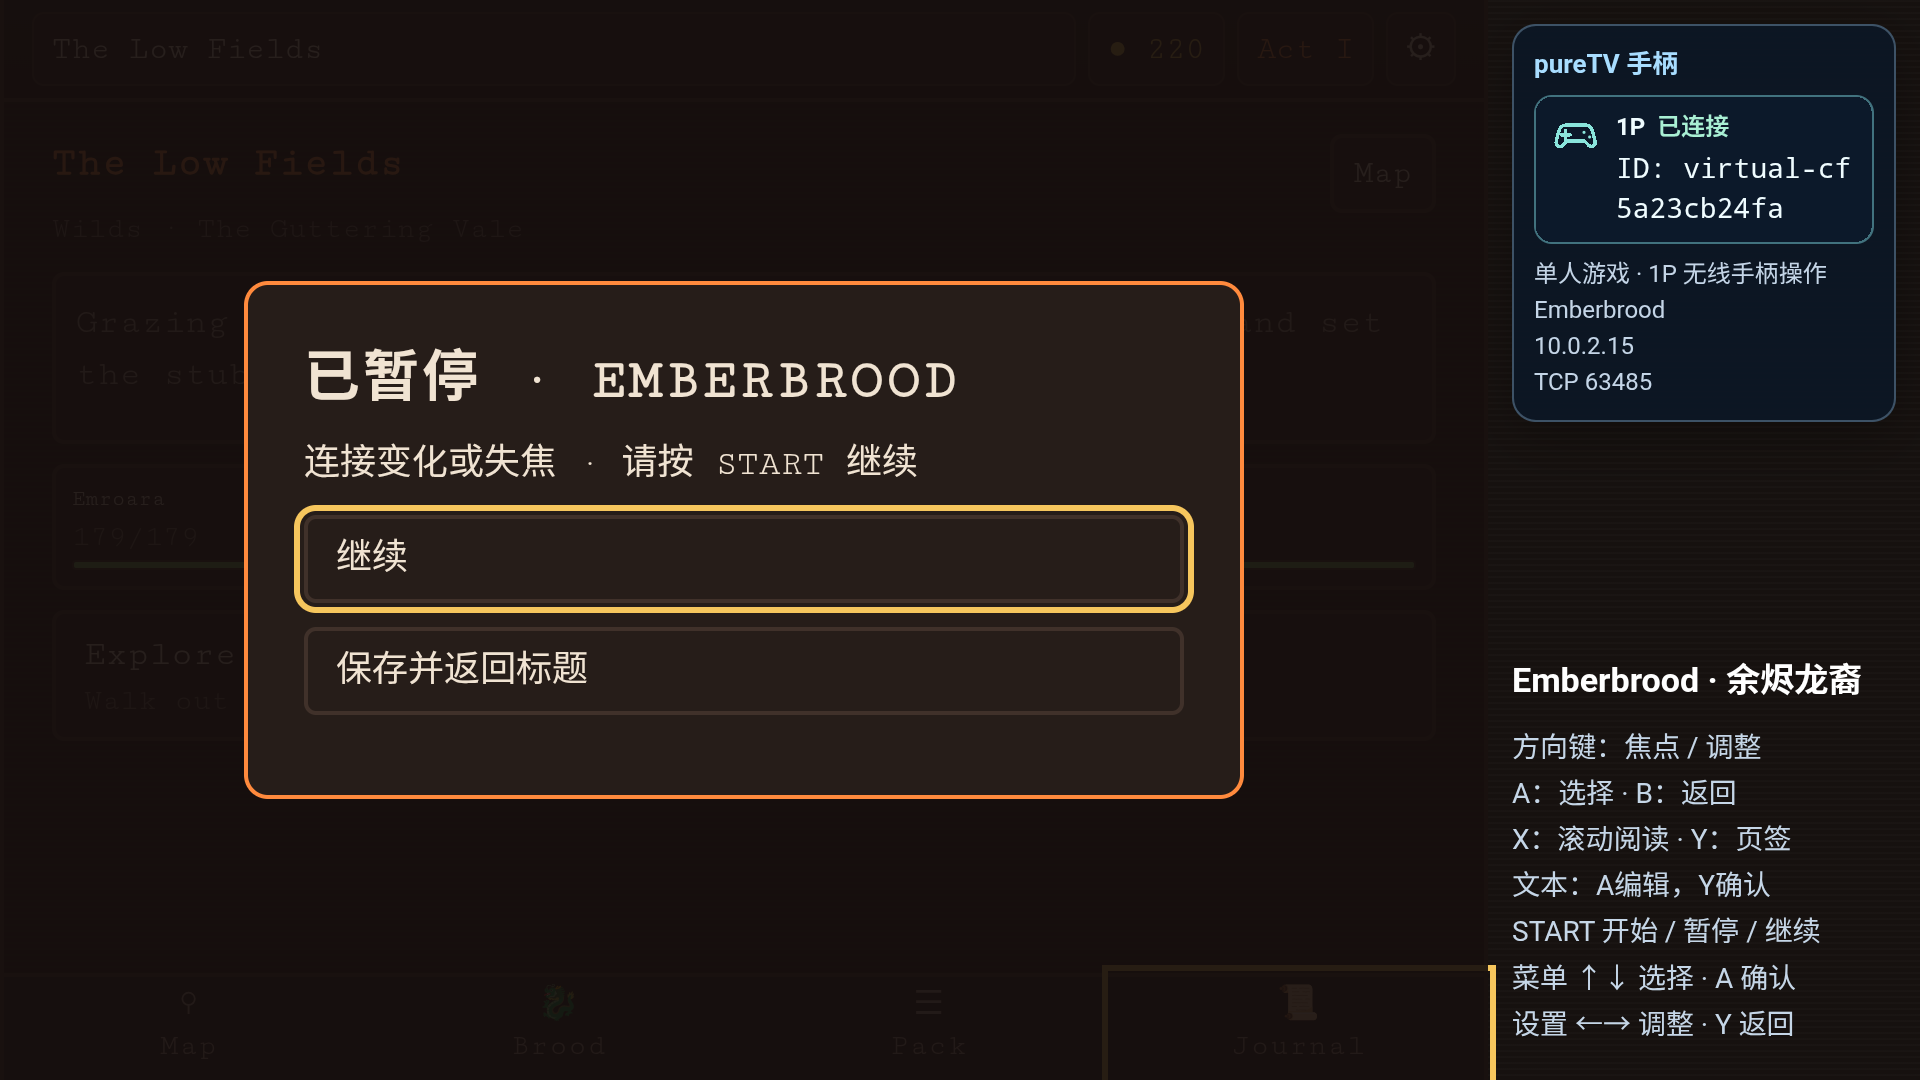 The Low Fields
220
Act I
The Low Fields
Map
Wilds · The Guttering Vale
Grazing
and set
the stub
已暂停 · EMBERBROOD
连接变化或失焦 · 请按 START 继续
继续
保存并返回标题
Emroara
179/179
Explore
Walk out
Map
Brood
Pack
Journal
pureTV 手柄
1P 已连接
ID: virtual-cf
5a23cb24fa
单人游戏 · 1P 无线手柄操作
Emberbrood
10.0.2.15
TCP 63485
Emberbrood · 余烬龙裔
方向键：焦点 / 调整
A：选择 · B：返回
X：滚动阅读 · Y：页签
文本：A编辑，Y确认
START 开始 / 暂停 / 继续
菜单 ↑↓ 选择 · A 确认
设置 ←→ 调整 · Y 返回